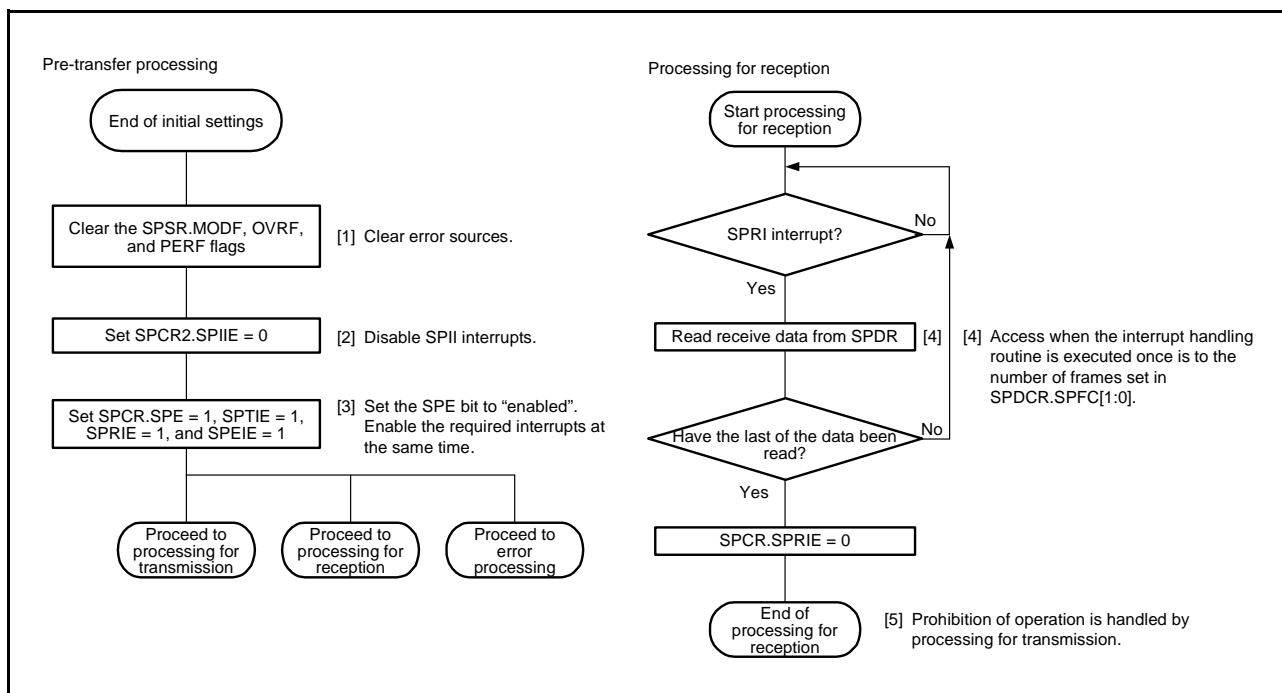 Pre-transfer processing
End of initial settings
Clear the SPSR.MODF, OVRF,
and PERF flags
[1] Clear error sources.
Set SPCR2.SPIIE = 0
[2] Disable SPII interrupts.
Set SPCR.SPE = 1, SPTIE = 1,
SPRIE = 1, and SPEIE = 1
[3] Set the SPE bit to “enabled”.
Enable the required interrupts at
the same time.
Proceed to
processing for
transmission
Proceed to
processing for
reception
Proceed to
error
processing
Processing for reception
Start processing
for reception
SPRI interrupt?
No
Yes
Read receive data from SPDR
[4]
[4] Access when the interrupt handling
routine is executed once is to the
number of frames set in
SPDCR.SPFC[1:0].
Have the last of the data been
read?
No
Yes
SPCR.SPRIE = 0
End of
processing for
reception
[5] Prohibition of operation is handled by
processing for transmission.